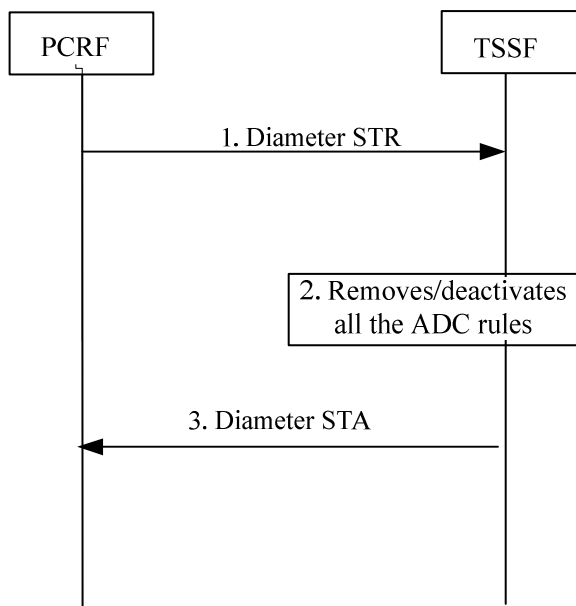 PCRF
TSSF
1. Diameter STR
2. Removes/deactivates
all the ADC rules
3. Diameter STA